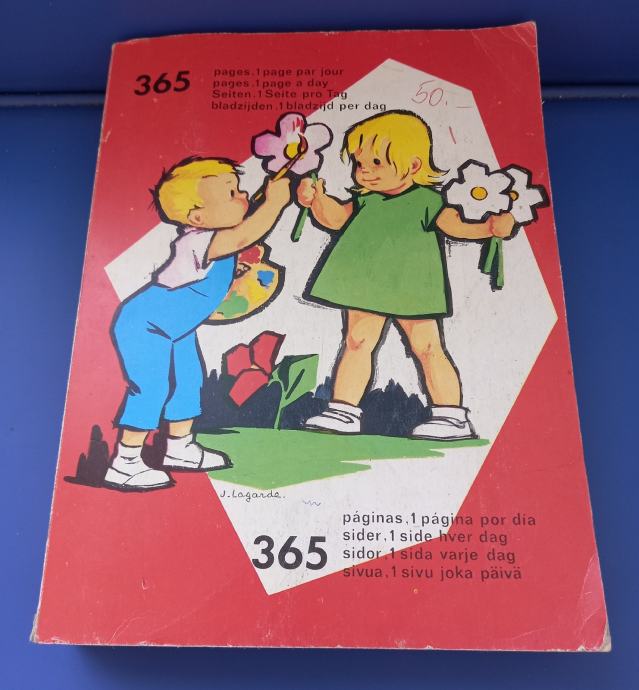 365
pages.1 page par jour
pages.1 page a day
Seiten.1 Seite pro Tag
bladzijden.1 bladzijd per dag
50.-
J. Lagarde.
365
páginas.1 página por día
sider.1 side hver dag
sidor.1 sida varje dag
sivua.1 sivu joka päivä